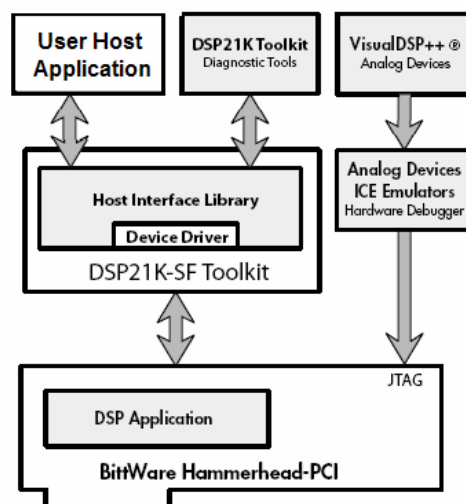 User Host
Application
DSP21K Toolkit
Diagnostic Tools
VisualDSP++ ®
Analog Devices
Analog Devices
ICE Emulators
Hardware Debugger
Host Interface Library
Device Driver
DSP21K-SF Toolkit
JTAG
DSP Application
BittWare Hammerhead-PCI